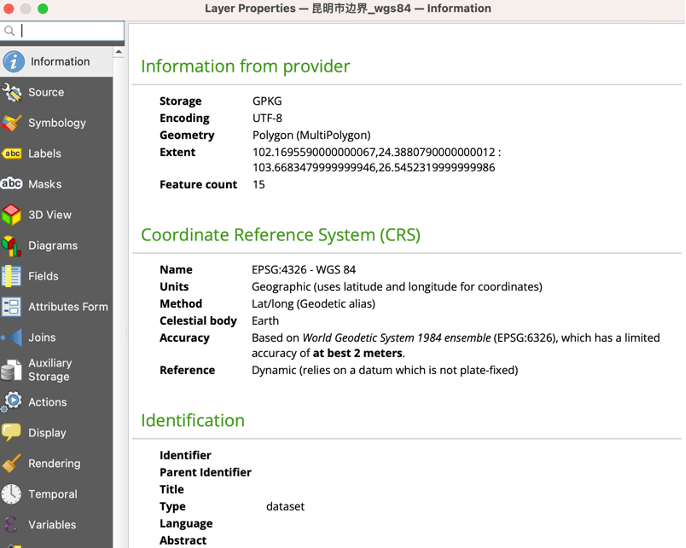 Layer Properties — 昆明市边界_wgs84 — Information
Information
Source
Symbology
abc Labels
abc Masks
3D View
Diagrams
Fields
Attributes Form
Joins
Auxiliary
Storage
Actions
Display
Rendering
Temporal
Variables
Information from provider
Storage GPKG
Encoding UTF-8
Geometry Polygon (MultiPolygon)
Extent 102.1695590000000067,24.3880790000000012 :
103.6683479999999946,26.5452319999999986
Feature count 15
Coordinate Reference System (CRS)
Name EPSG:4326 - WGS 84
Units Geographic (uses latitude and longitude for coordinates)
Method Lat/long (Geodetic alias)
Celestial body Earth
Accuracy Based on World Geodetic System 1984 ensemble (EPSG:6326), which has a limited
accuracy of at best 2 meters.
Reference Dynamic (relies on a datum which is not plate-fixed)
Identification
Identifier
Parent Identifier
Title
Type dataset
Language
Abstract